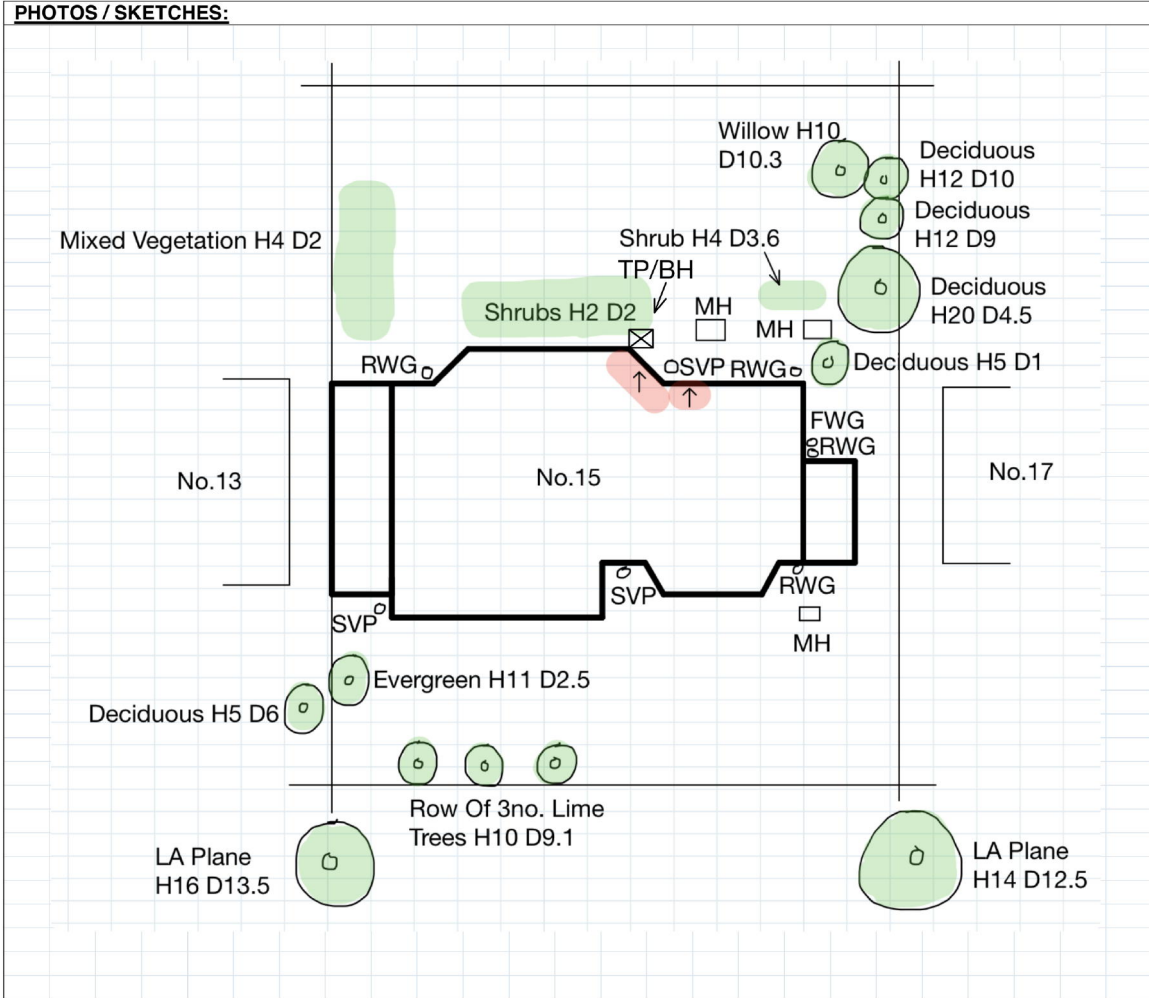 PHOTOS / SKETCHES:
Willow H10
D10.3
Deciduous
H12 D10
Deciduous
H12 D9
Mixed Vegetation H4 D2
Shrub H4 D3.6
TP/BH
Deciduous
H20 D4.5
Shrubs H2 D2
MH
MH
RWG
SVP
RWG
Deciduous H5 D1
FWG
RWG
No.13
No.15
No.17
SVP
RWG
SVP
MH
Evergreen H11 D2.5
Deciduous H5 D6
Row Of 3no. Lime
Trees H10 D9.1
LA Plane
H16 D13.5
LA Plane
H14 D12.5